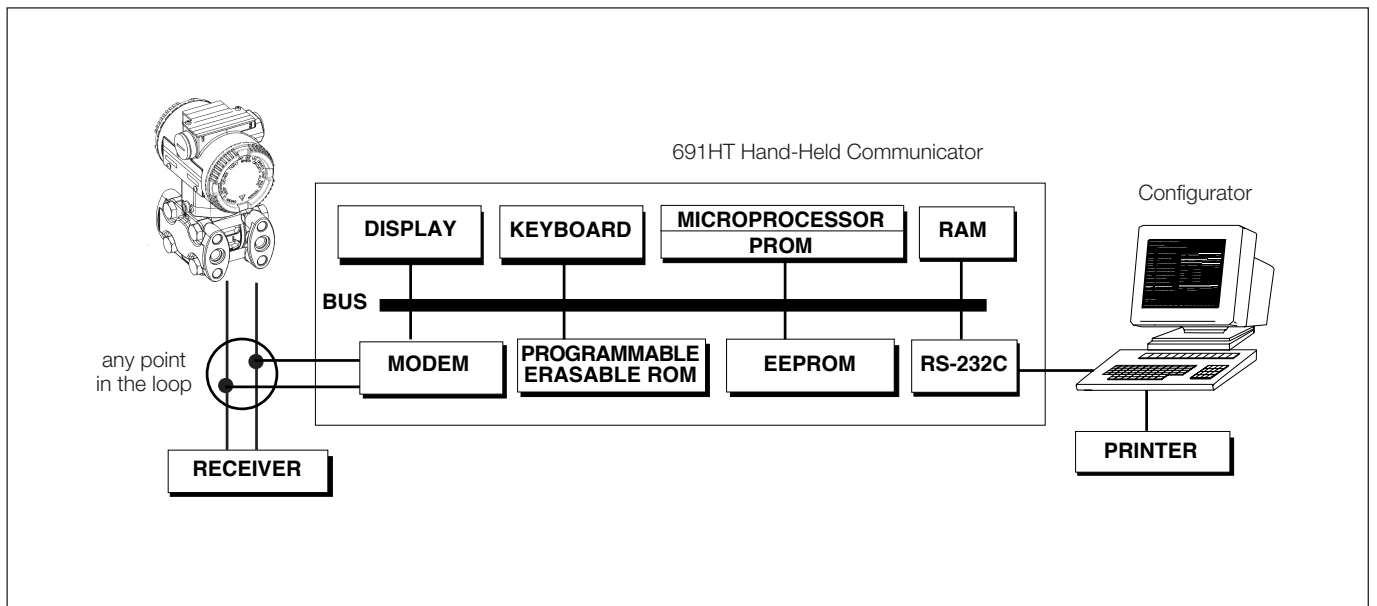 691HT Hand-Held Communicator
Configurator
DISPLAY
KEYBOARD
MICROPROCESSOR
PROM
RAM
BUS
any point
in the loop
MODEM
PROGRAMMABLE
ERASABLE ROM
EEPROM
RS-232C
RECEIVER
PRINTER